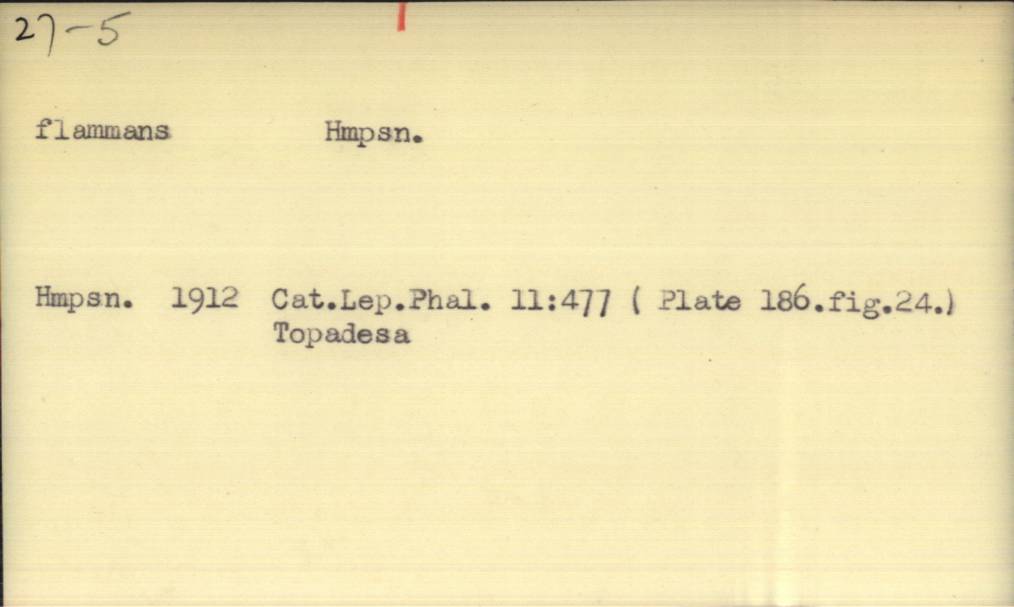 27-5
flammans Hmpsn.
Hmpsn. 1912 Cat.Lep.Phal. 11:477 ( Plate 186.fig.24.)
Topadesa